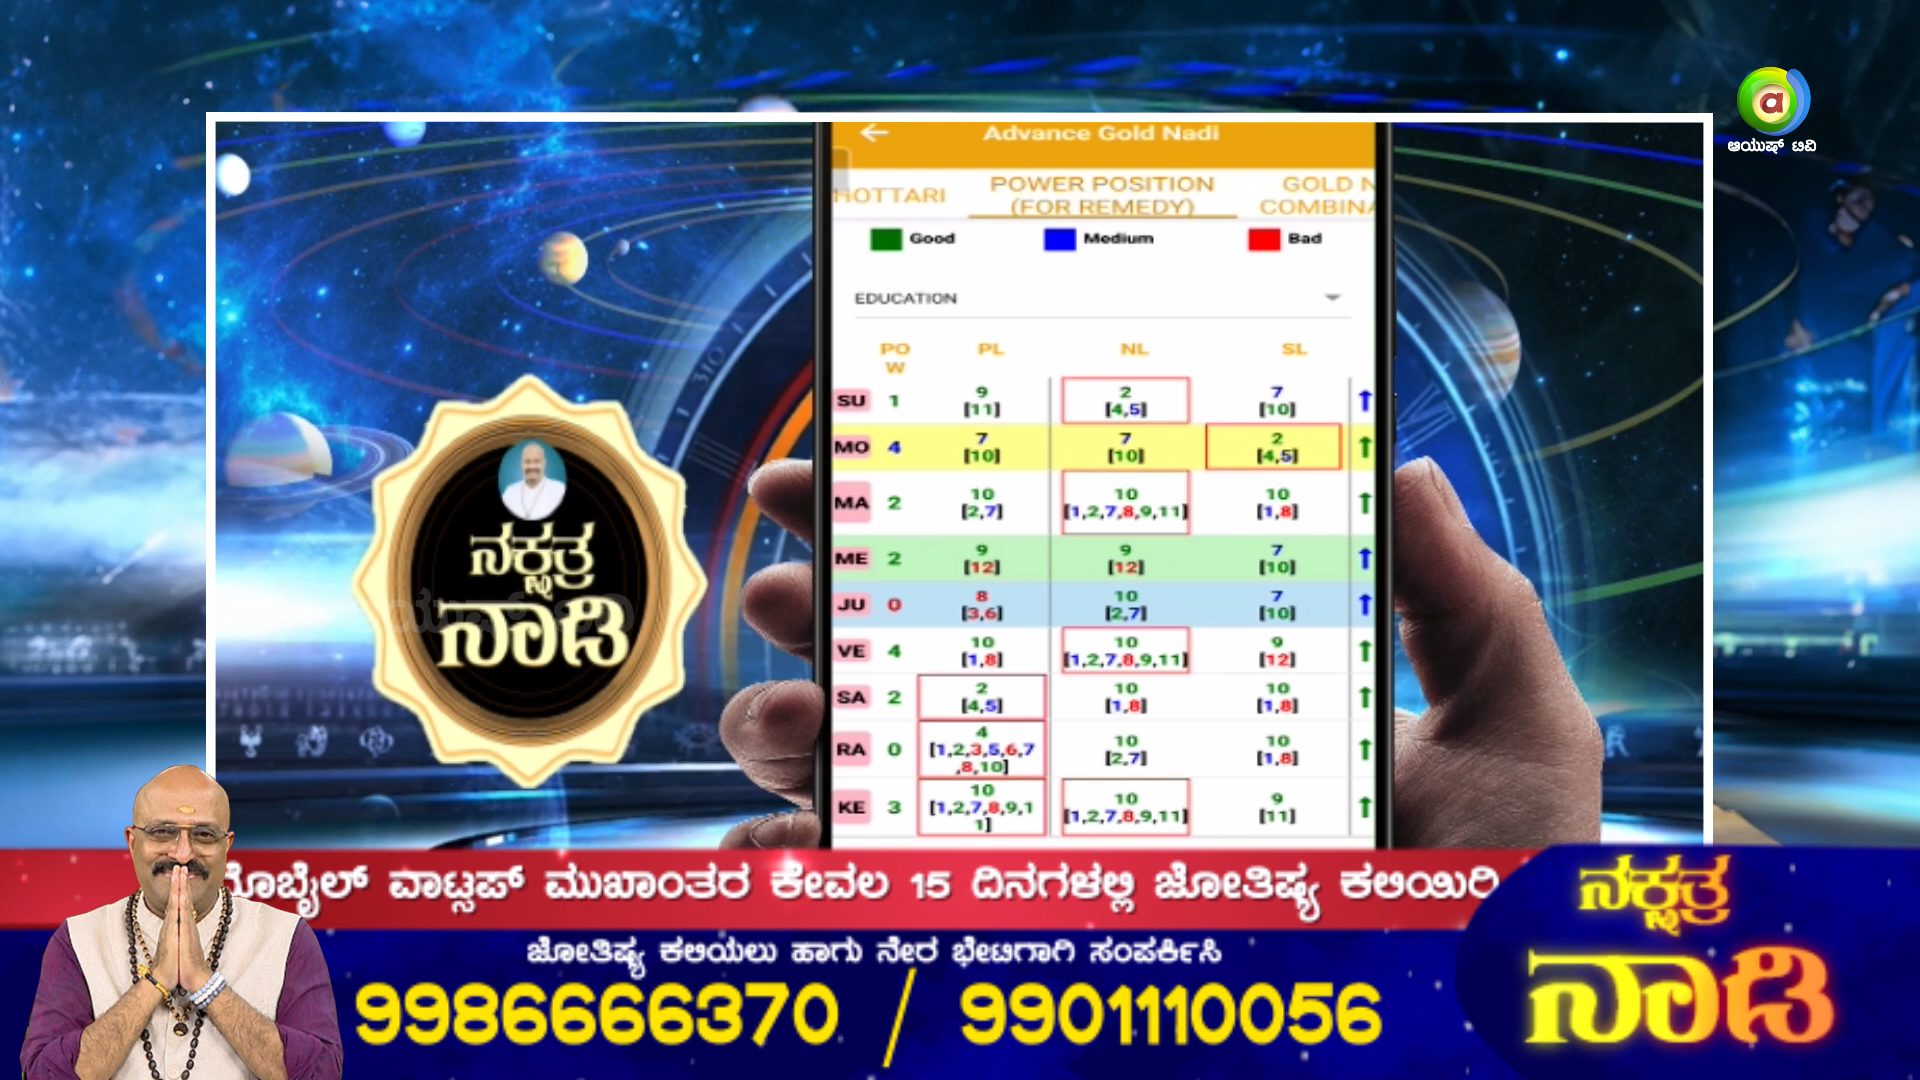 ಆಯುಷ್ ಟಿವಿ
Advance Gold Nadi
HOTTARI
POWER POSITION
(FOR REMEDY)
GOLD N
COMBINA
Good Medium Bad
EDUCATION
PO
W
PL NL SL
SU 1 9 2 7
[11] [4,5] [10]
MO 4 7 7 2
[10] [10] [4,5]
MA 2 10 10 10
[2,7] [1,2,7,8,9,11] [1,8]
ME 2 9 9 7
[12] [12] [10]
JU 0 8 10 7
[3,6] [2,7] [10]
VE 4 10 10 9
[1,8] [1,2,7,8,9,11] [12]
SA 2 2 10 10
[4,5] [1,8] [1,8]
RA 0 4 10 10
[1,2,3,5,6,7
,8,10] [2,7] [1,8]
KE 3 10 10 9
[1,2,7,8,9,1
1] [1,2,7,8,9,11] [11]
ನಕ್ಷತ್ರ
ನಾಡಿ
ಮೊಬೈಲ್ ವಾಟ್ಸಪ್ ಮುಖಾಂತರ ಕೇವಲ 15 ದಿನಗಳಲ್ಲಿ ಜ್ಯೋತಿಷ್ಯ ಕಲಿಯಿರಿ
ಜ್ಯೋತಿಷ್ಯ ಕಲಿಯಲು ಹಾಗು ನೇರ ಭೇಟಿಗಾಗಿ ಸಂಪರ್ಕಿಸಿ
9986666370 / 9901110056
ನಕ್ಷತ್ರ
ನಾಡಿ